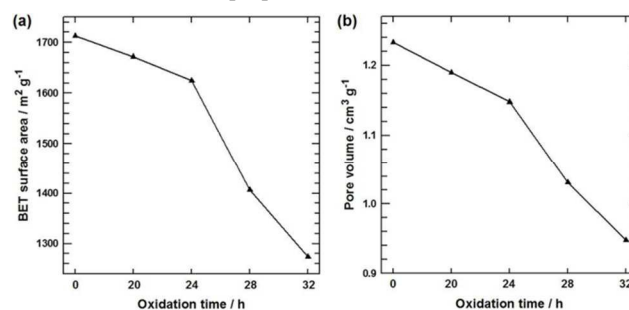 (a)
BET surface area / m² g⁻¹
1700
1600
1500
1400
1300
0 20 24 28 32
Oxidation time / h
(b)
Pore volume / cm³ g⁻¹
1.2
1.1
1.0
0.9
0 20 24 28 32
Oxidation time / h